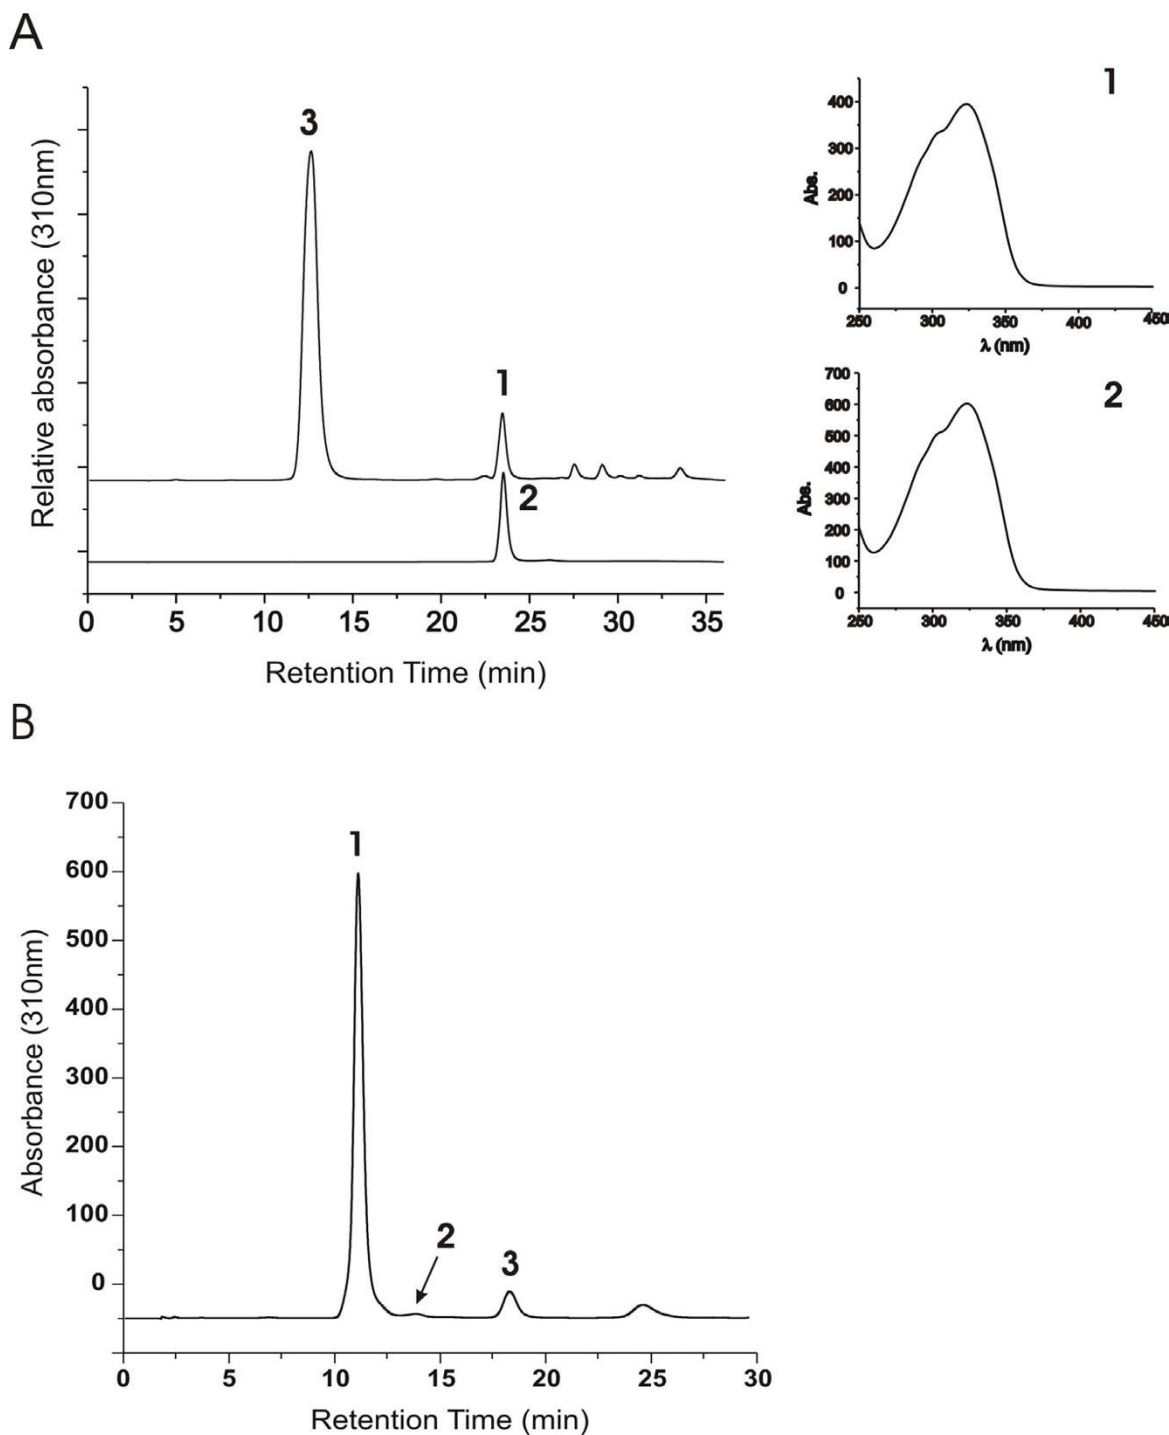 A
3
1
2
Relative absorbance (310nm)
0 5 10 15 20 25 30 35
Retention Time (min)
1
400
300
200
100
0
Abs.
250 300 350 400 450
λ (nm)
2
700
600
500
400
300
200
100
0
Abs.
250 300 350 400 450
λ (nm)
B
700
600
500
400
300
200
100
0
Absorbance (310nm)
1
2
3
0 5 10 15 20 25 30
Retention Time (min)